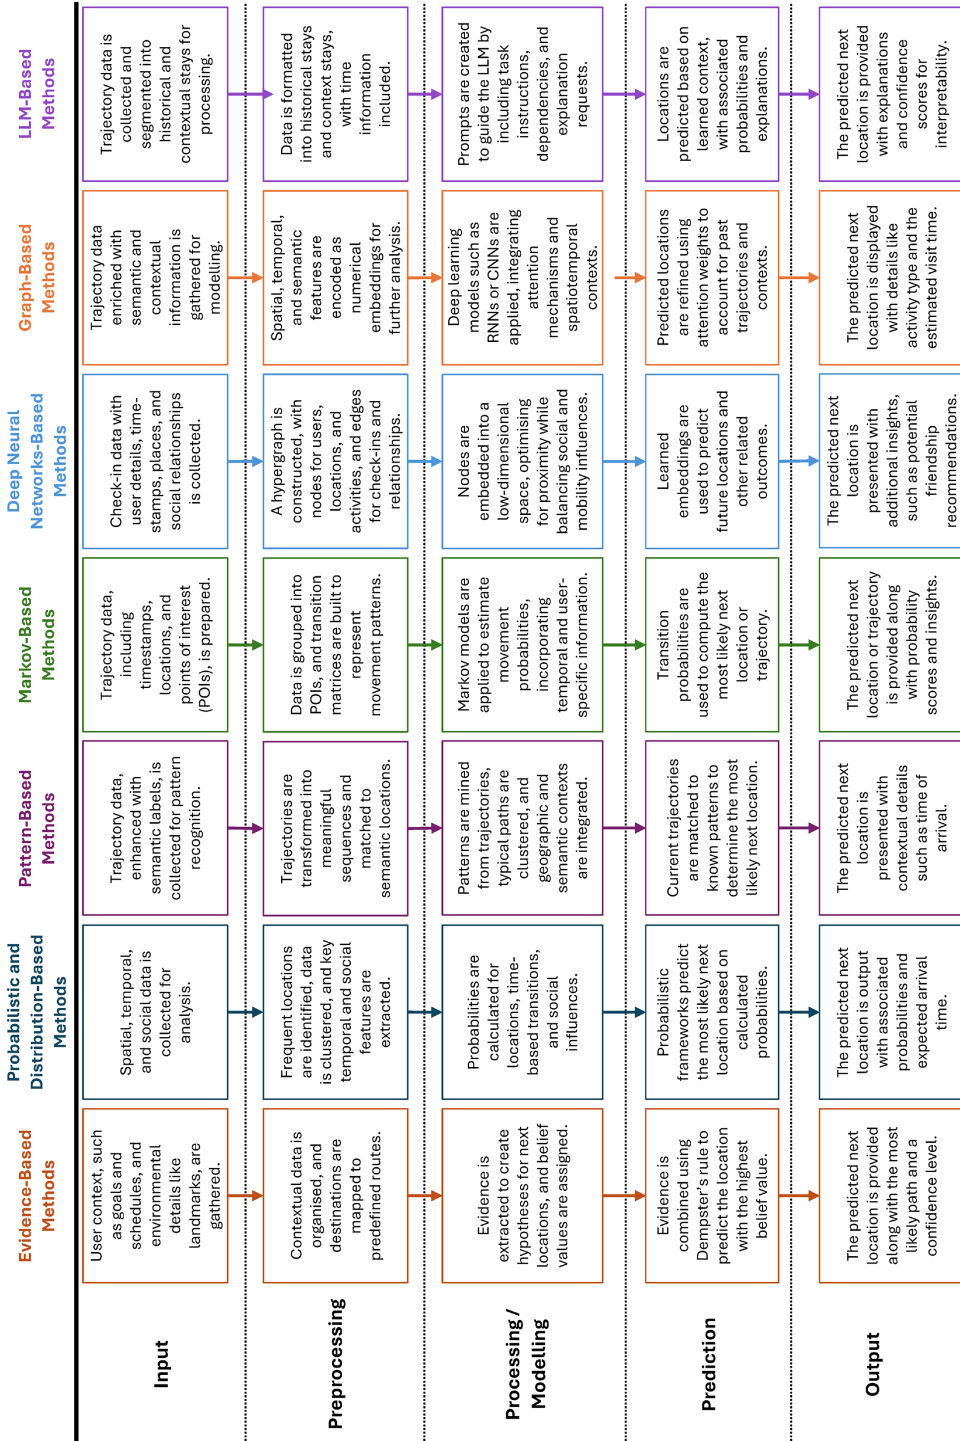 Evidence-Based
Methods
Probabilistic and
Distribution-Based
Methods
Pattern-Based
Methods
Markov-Based
Methods
Deep Neural
Networks-Based
Methods
Graph-Based
Methods
LLM-Based
Methods
Input
User context, such
as goals and
schedules, and
environmental
details like
landmarks, are
gathered.
Spatial, temporal,
and social data is
collected for
analysis.
Trajectory data,
enhanced with
semantic labels, is
collected for pattern
recognition.
Trajectory data,
including
timestamps,
locations, and
points of interest
(POIs), is prepared.
Check-in data with
user details, time-
stamps, places, and
social relationships
is collected.
Trajectory data
enriched with
semantic and
contextual
information is
gathered for
modelling.
Trajectory data is
collected and
segmented into
historical and
contextual stays for
processing.
Preprocessing
Contextual data is
organised, and
destinations are
mapped to
predefined routes.
Frequent locations
are identified, data
is clustered, and key
temporal and social
features are
extracted.
Trajectories are
transformed into
meaningful
sequences and
matched to
semantic locations.
Data is grouped into
POIs, and transition
matrices are built to
represent
movement patterns.
A hypergraph is
constructed, with
nodes for users,
locations, and
activities, and edges
for check-ins and
relationships.
Spatial, temporal,
and semantic
features are
encoded as
numerical
embeddings for
further analysis.
Data is formatted
into historical stays
and context stays,
with time
information
included.
Processing /
Modelling
Evidence is
extracted to create
hypotheses for next
locations, and belief
values are assigned.
Probabilities are
calculated for
locations, time-
based transitions,
and social
influences.
Patterns are mined
from trajectories,
typical paths are
clustered, and
geographic and
semantic contexts
are integrated.
Markov models are
applied to estimate
movement
probabilities,
incorporating
temporal and user-
specific information.
Nodes are
embedded into a
low-dimensional
space, optimising
for proximity while
balancing social and
mobility influences.
Deep learning
models such as
RNNs or CNNs are
applied, integrating
attention
mechanisms and
spatiotemporal
contexts.
Prompts are created
to guide the LLM by
including task
instructions,
dependencies, and
explanation
requests.
Prediction
Evidence is
combined using
Dempster's rule to
predict the location
with the highest
belief value.
Probabilistic
frameworks predict
the most likely next
location based on
calculated
probabilities.
Current trajectories
are matched to
known patterns to
determine the most
likely next location.
Transition
probabilities are
used to compute the
most likely next
location or
trajectory.
Learned
embeddings are
used to predict
future locations and
other related
outcomes.
Predicted locations
are refined using
attention weights to
account for past
trajectories and
contexts.
Locations are
predicted based on
learned context,
with associated
probabilities and
explanations.
Output
The predicted next
location is provided
along with the most
likely path and a
confidence level.
The predicted next
location is output
with associated
probabilities and
expected arrival
time.
The predicted next
location is
presented with
contextual details
such as time of
arrival.
The predicted next
location or trajectory
is provided along
with probability
scores and insights.
The predicted next
location is
presented with
additional insights,
such as potential
friendship
recommendations.
The predicted next
location is displayed
with details like
activity type and the
estimated visit time.
The predicted next
location is provided
with explanations
and confidence
scores for
interpretability.